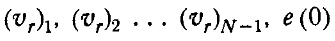 (v_r)_1, (v_r)_2 ... (v_r)_{N-1}, e(0)